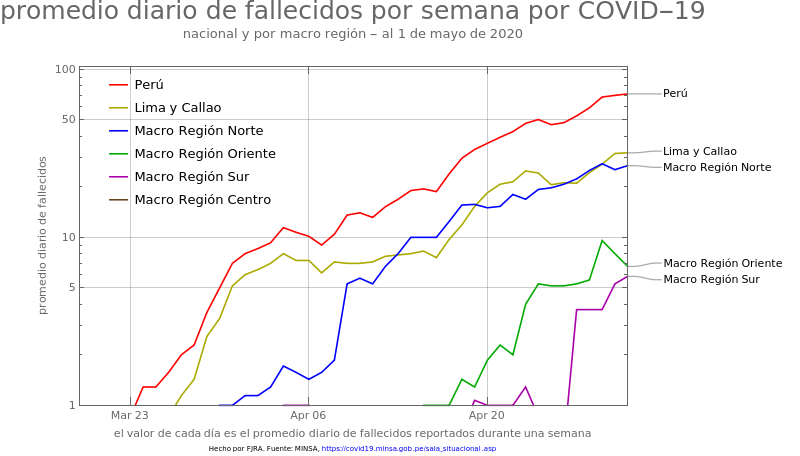 promedio diario de fallecidos por semana por COVID–19
nacional y por macro región – al 1 de mayo de 2020
100
50
10
5
1
promedio diario de fallecidos
Perú
Lima y Callao
Macro Región Norte
Macro Región Oriente
Macro Región Sur
Macro Región Centro
Perú
Lima y Callao
Macro Región Norte
Macro Región Oriente
Macro Región Sur
Mar 23
Apr 06
Apr 20
el valor de cada día es el promedio diario de fallecidos reportados durante una semana
Hecho por FJRA. Fuente: MINSA, https://covid19.minsa.gob.pe/sala_situacional.asp